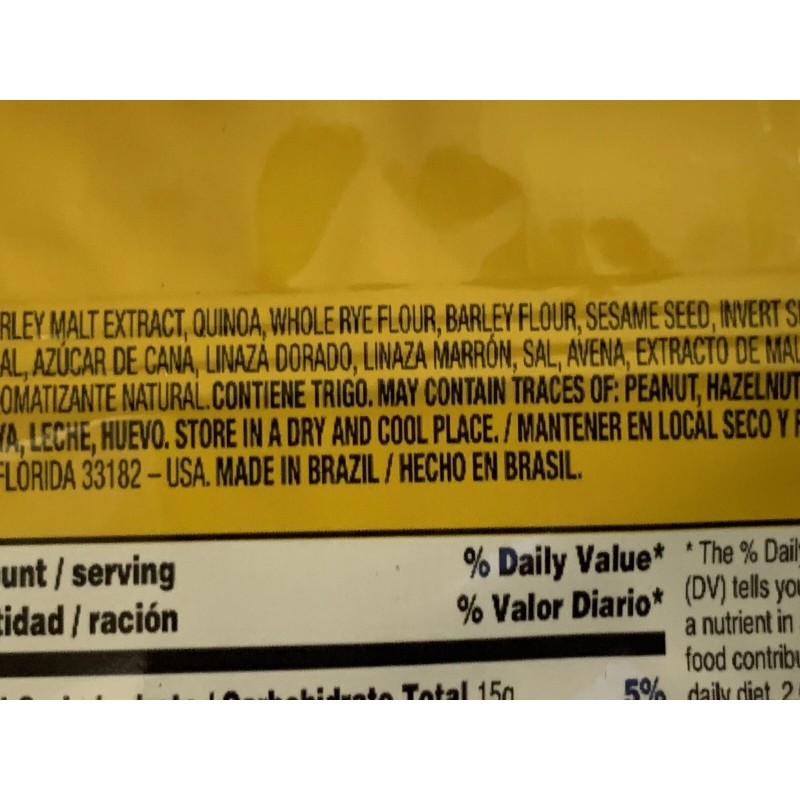 RLEY MALT EXTRACT, QUINOA, WHOLE RYE FLOUR, BARLEY FLOUR, SESAME SEED, INVERT
AL, AZÚCAR DE CANA, LINAZA DORADO, LINAZA MARRÓN, SAL, AVENA, EXTRACTO DE MAL
OMATIZANTE NATURAL. CONTIENE TRIGO. MAY CONTAIN TRACES OF: PEANUT, HAZELNUT
YA, LECHE, HUEVO. STORE IN A DRY AND COOL PLACE. / MANTENER EN LOCAL SECO Y
FLORIDA 33182 – USA. MADE IN BRAZIL / HECHO EN BRASIL.
unt / serving % Daily Value*
tidad / ración % Valor Diario*
Carbohidrato Total 15g 5%
* The % Daily
(DV) tells you
a nutrient in
food contribu
daily diet. 2